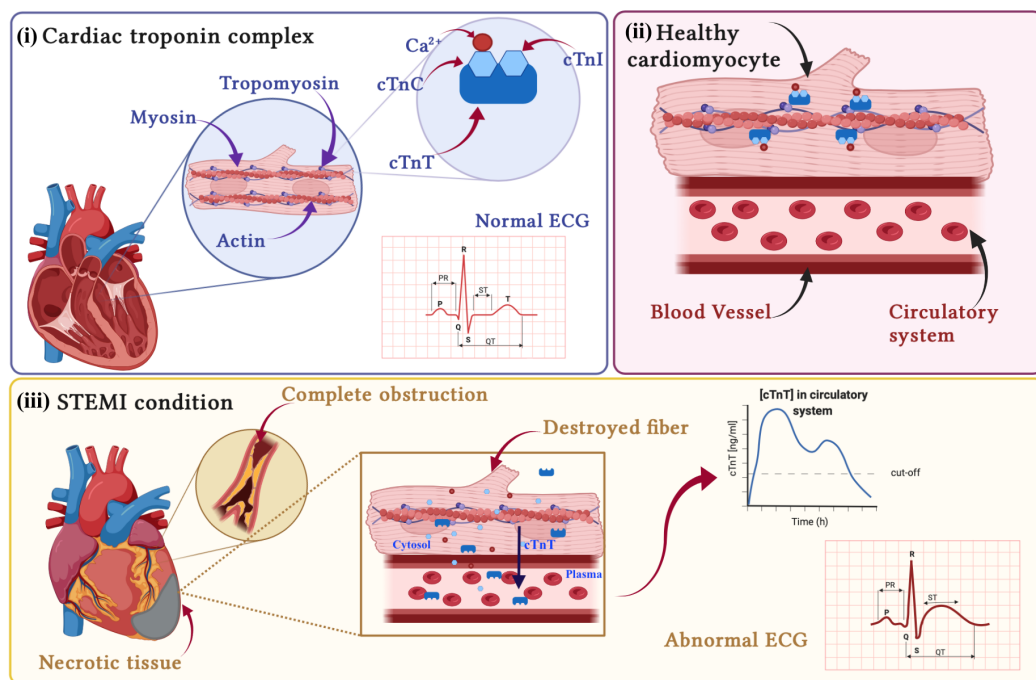 (i) Cardiac troponin complex
Ca²⁺
cTnC
cTnI
Tropomyosin
Myosin
cTnT
Actin
Normal ECG
R
PR
ST
P
T
Q
S
QT
(ii) Healthy
cardiomyocyte
Blood Vessel
Circulatory
system
(iii) STEMI condition
Complete obstruction
Destroyed fiber
Cytosol
cTnT
Plasma
Necrotic tissue
[cTnT] in circulatory
system
cTnT [ng/ml]
cut-off
Time (h)
Abnormal ECG
R
PR
ST
P
Q
S
QT